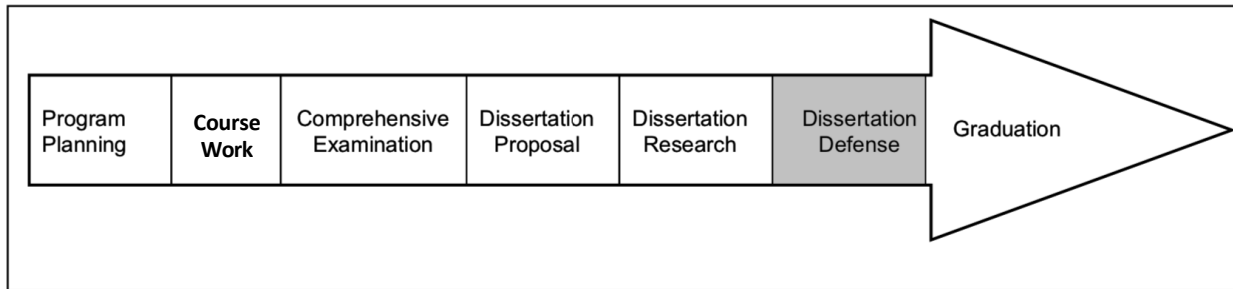 Program
Planning
Course
Work
Comprehensive
Examination
Dissertation
Proposal
Dissertation
Research
Dissertation
Defense
Graduation